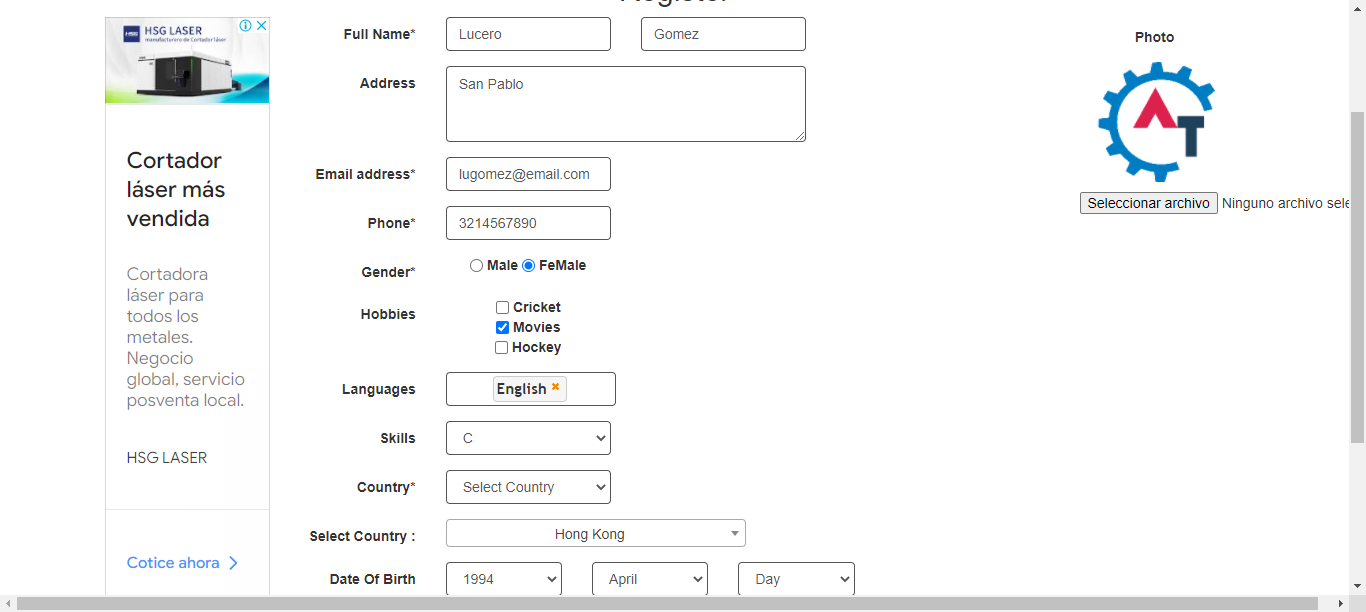 Register
HSG LASER
manufacturero de Cortador láser
Cortador
láser más
vendida
Cortadora
láser para
todos los
metales.
Negocio
global, servicio
posventa local.
HSG LASER
Cotice ahora
Full Name*
Lucero
Gomez
Address
San Pablo
Email address*
lugomez@email.com
Phone*
3214567890
Gender*
Male FeMale
Hobbies
Cricket
Movies
Hockey
Languages
English
Skills
C
Country*
Select Country
Select Country :
Hong Kong
Date Of Birth
1994
April
Day
Photo
AT
Seleccionar archivo Ninguno archivo sele